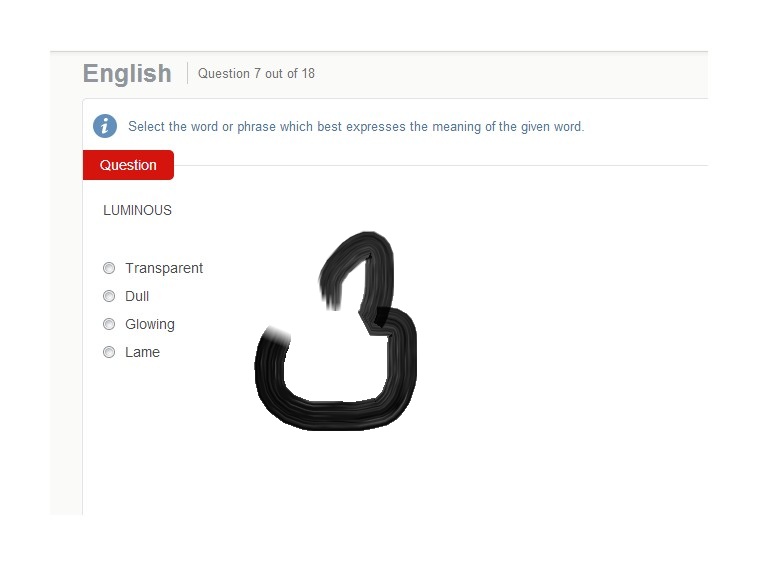 English
Question 7 out of 18
Select the word or phrase which best expresses the meaning of the given word.
Question
LUMINOUS
Transparent
Dull
Glowing
Lame
3